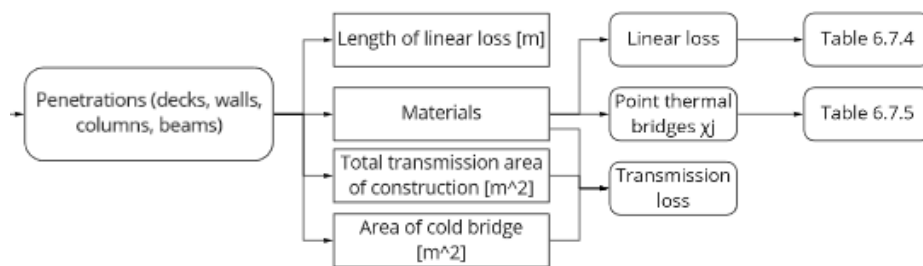 Penetrations (decks, walls,
columns, beams)
Length of linear loss [m]
Materials
Total transmission area
of construction [m^2]
Area of cold bridge
[m^2]
Linear loss
Point thermal
bridges χj
Transmission
loss
Table 6.7.4
Table 6.7.5